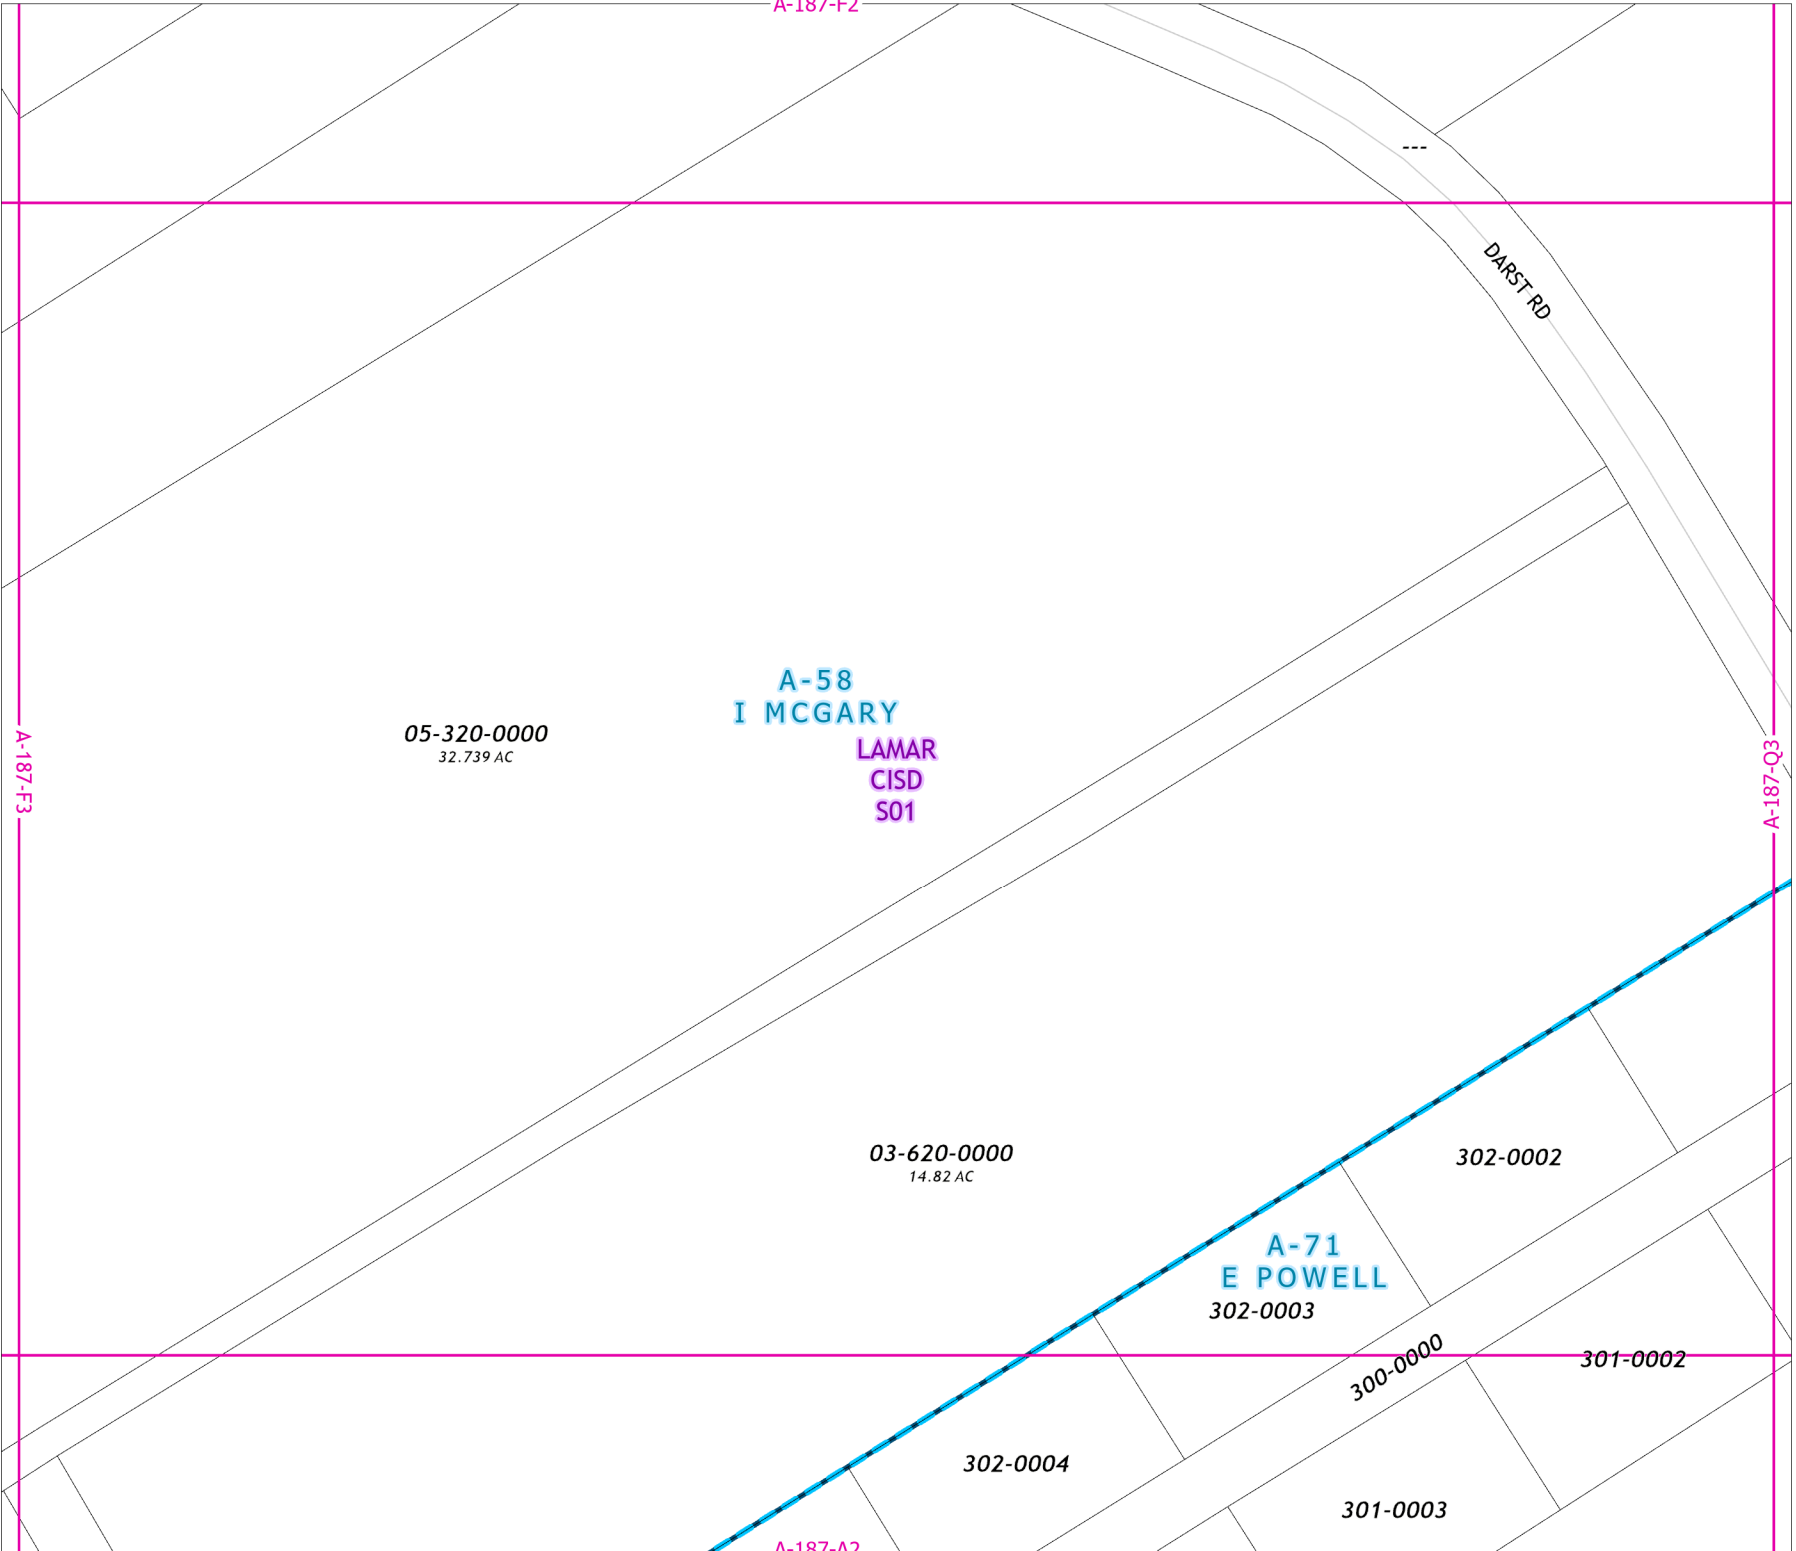 A-187-F2
---
DARST RD
A-58
I MCGARY
05-320-0000
32.739 AC
LAMAR
CISD
S01
A-187-F3
A-187-Q3
03-620-0000
14.82 AC
302-0002
A-71
E POWELL
302-0003
300-0000
301-0002
302-0004
301-0003
A-187-A2